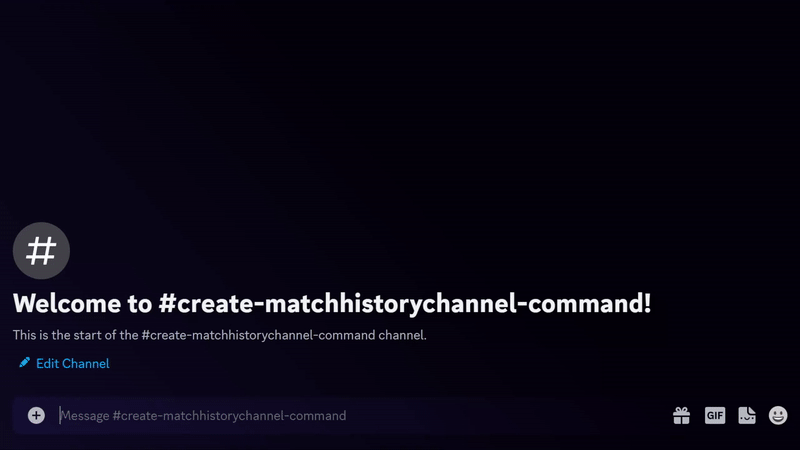 #
Welcome to #create-matchhistorychannel-command!
This is the start of the #create-matchhistorychannel-command channel.
Edit Channel
Message #create-matchhistorychannel-command
GIF